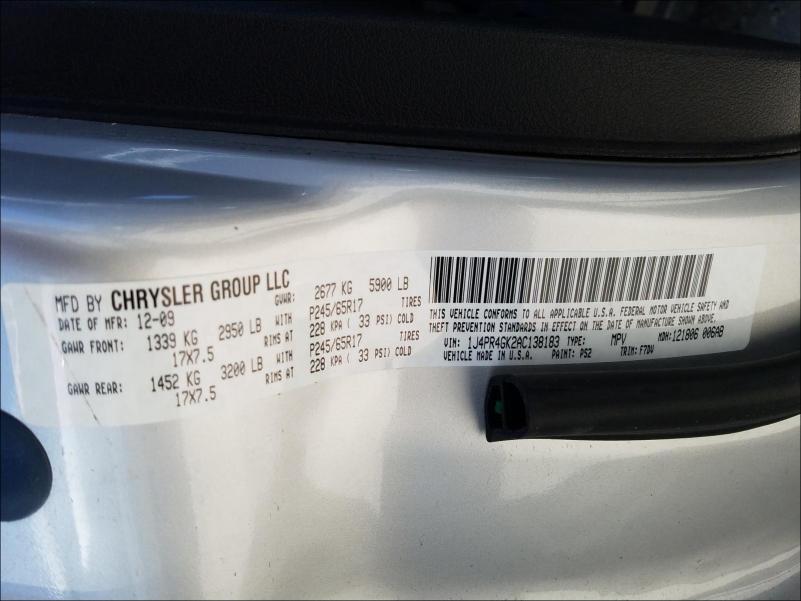 MFD BY CHRYSLER GROUP LLC
DATE OF MFR: 12-09 GVWR: 2677 KG 5900 LB
GAWR FRONT: 1339 KG 2950 LB WITH P245/65R17 TIRES
17X7.5 RIMS AT 228 KPA ( 33 PSI) COLD
GAWR REAR: 1452 KG 3200 LB WITH P245/65R17 TIRES
17X7.5 RIMS AT 228 KPA ( 33 PSI) COLD
THIS VEHICLE CONFORMS TO ALL APPLICABLE U.S.A. FEDERAL MOTOR VEHICLE SAFETY AND
THEFT PREVENTION STANDARDS IN EFFECT ON THE DATE OF MANUFACTURE SHOWN ABOVE.
VIN: 1J4PR4GK2AC138183 TYPE: MPV MDH: 121806 006AB
VEHICLE MADE IN U.S.A. PAINT: PS2 TRIM: F7DV